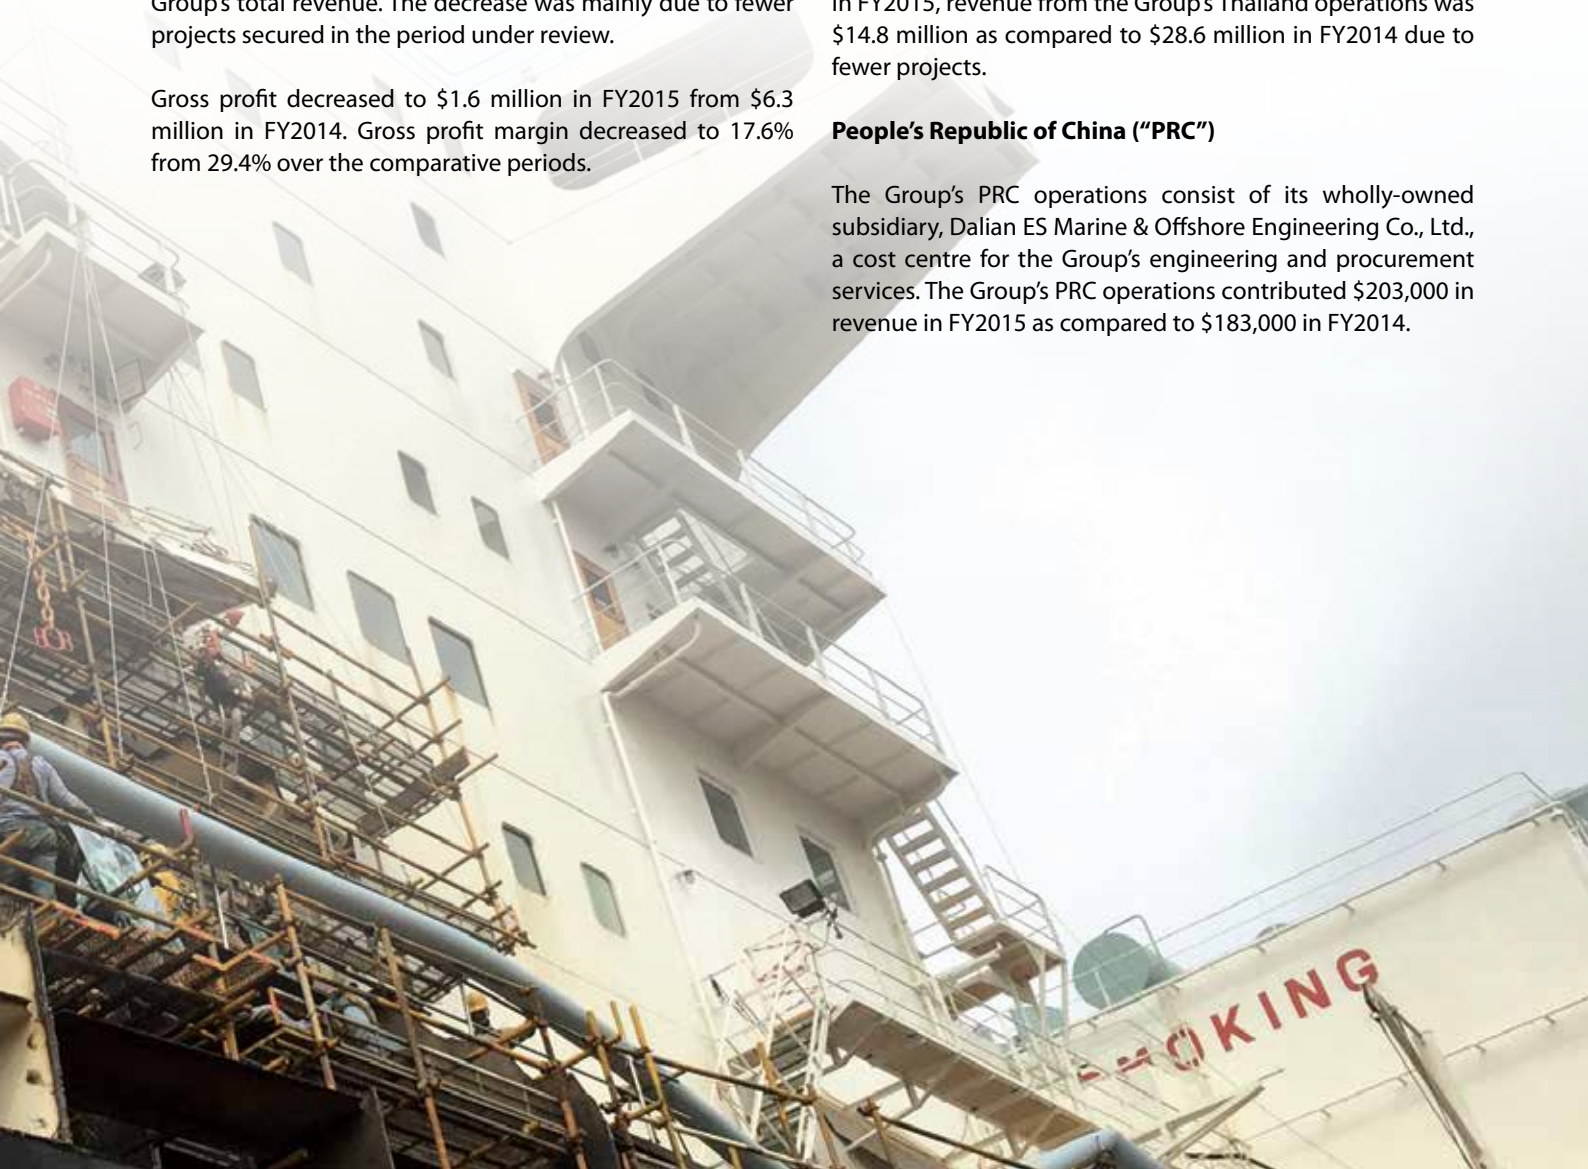 Group's total revenue. The decrease was mainly due to fewer
projects secured in the period under review.
Gross profit decreased to $1.6 million in FY2015 from $6.3
million in FY2014. Gross profit margin decreased to 17.6%
from 29.4% over the comparative periods.
In FY2015, revenue from the Group's Thailand operations was
$14.8 million as compared to $28.6 million in FY2014 due to
fewer projects.
People's Republic of China (“PRC”)
The Group's PRC operations consist of its wholly-owned
subsidiary, Dalian ES Marine & Offshore Engineering Co., Ltd.,
a cost centre for the Group's engineering and procurement
services. The Group's PRC operations contributed $203,000 in
revenue in FY2015 as compared to $183,000 in FY2014.
MOKING